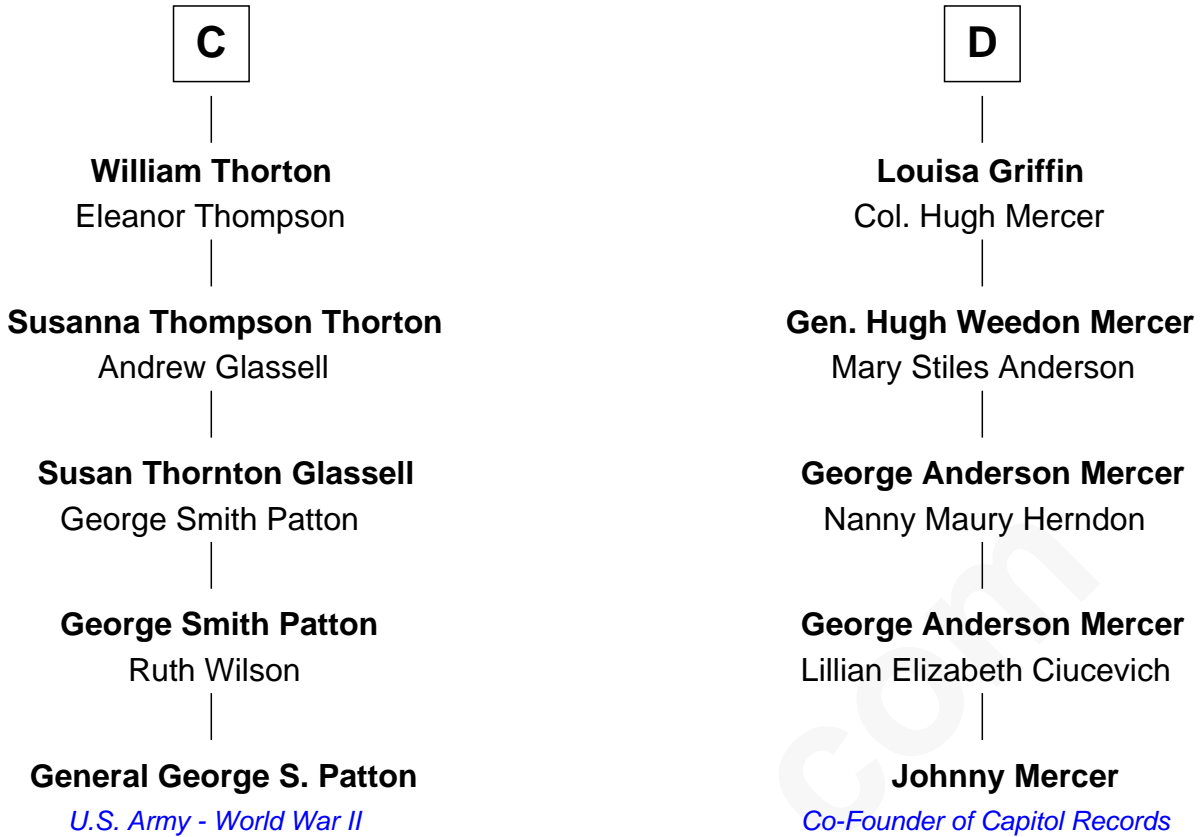 C
William Thorton
Eleanor Thompson
Susanna Thompson Thorton
Andrew Glassell
Susan Thornton Glassell
George Smith Patton
George Smith Patton
Ruth Wilson
General George S. Patton
U.S. Army - World War II
D
Louisa Griffin
Col. Hugh Mercer
Gen. Hugh Weedon Mercer
Mary Stiles Anderson
George Anderson Mercer
Nanny Maury Herndon
George Anderson Mercer
Lillian Elizabeth Ciucevich
Johnny Mercer
Co-Founder of Capitol Records
com